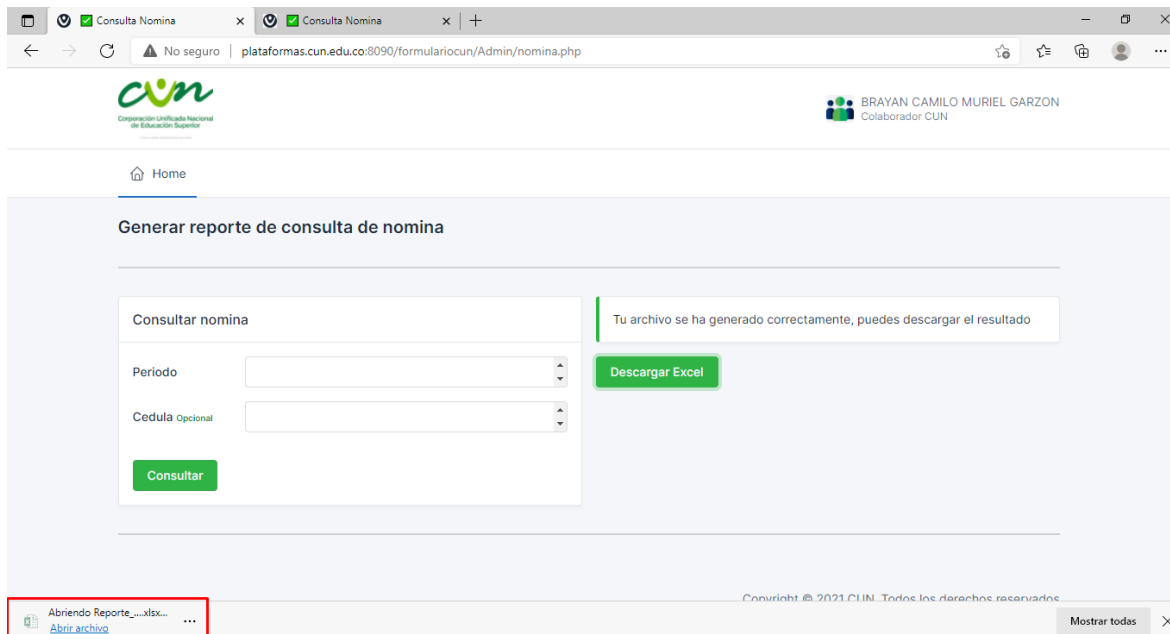 Consulta Nomina
Consulta Nomina
No seguro
plataformas.cun.edu.co:8090/formulariocun/Admin/nomina.php
cun
Corporación Unificada Nacional
de Educación Superior
BRAYAN CAMILO MURIEL GARZON
Colaborador CUN
Home
Generar reporte de consulta de nomina
Consultar nomina
Tu archivo se ha generado correctamente, puedes descargar el resultado
Periodo
Descargar Excel
Cedula Opcional
Consultar
Copyright © 2021 CUN. Todos los derechos reservados
Abriendo Reporte_....xlsx...
Abrir archivo
Mostrar todas